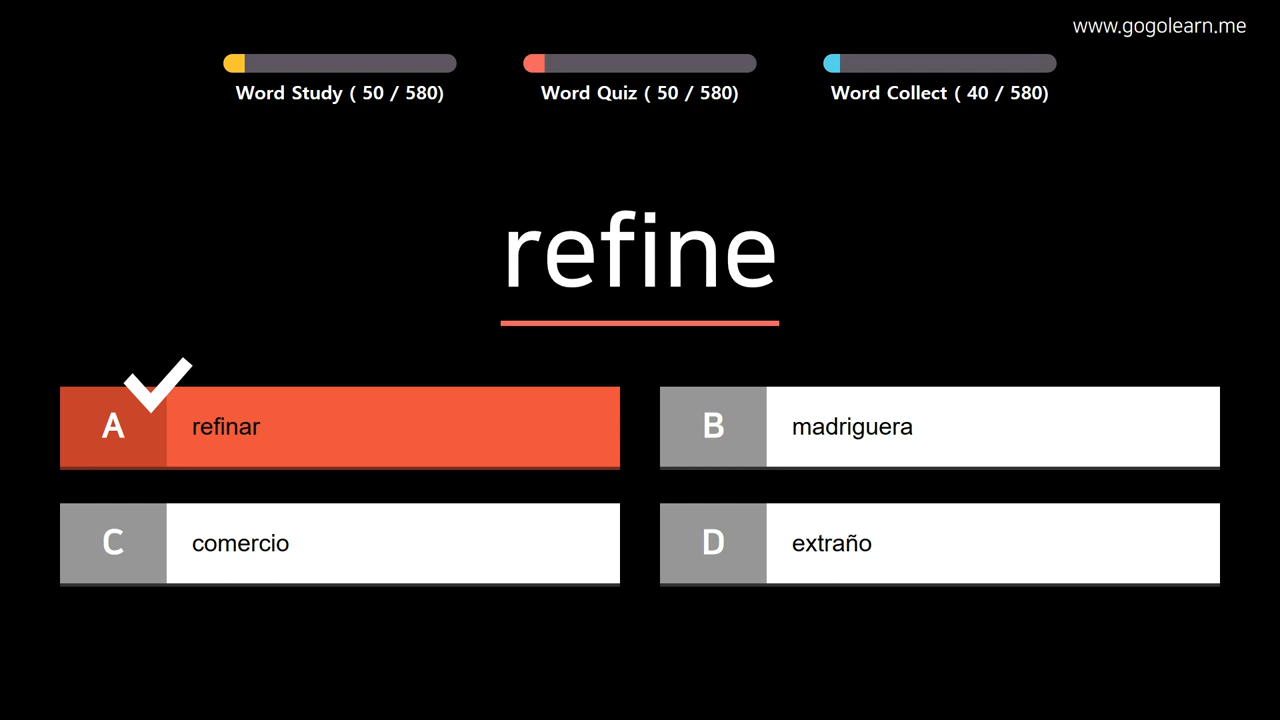 www.gogolearn.me
Word Study ( 50 / 580)
Word Quiz ( 50 / 580)
Word Collect ( 40 / 580)
refine
A refinar
B madriguera
C comercio
D extraño